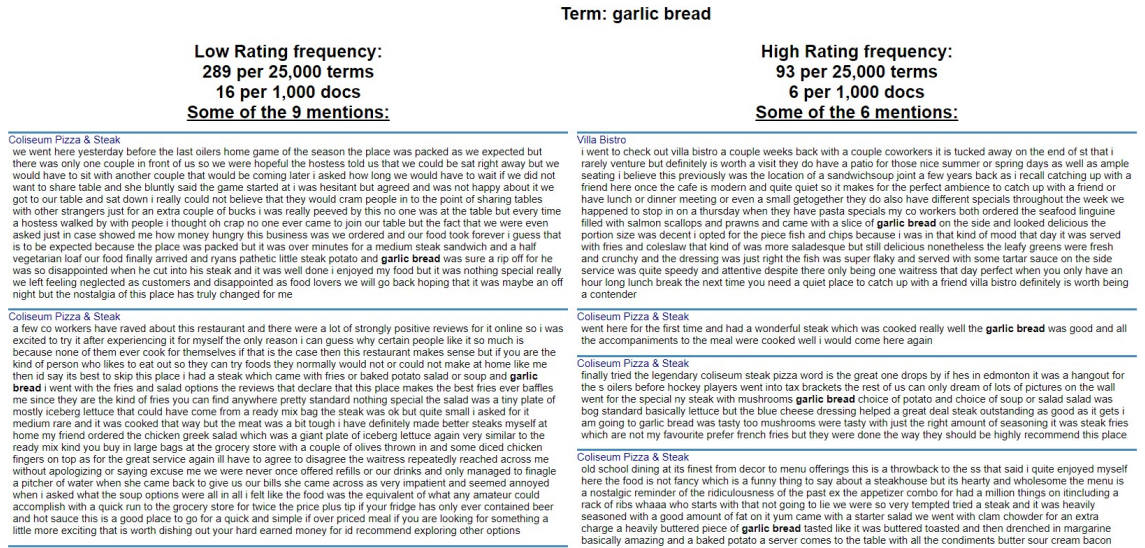 Term: garlic bread
Low Rating frequency:
289 per 25,000 terms
16 per 1,000 docs
Some of the 9 mentions:
Coliseum Pizza & Steak
we went here yesterday before the last oilers home game of the season the place was packed as we expected but
there was only one couple in front of us so we were hopeful the hostess told us that we could be sat right away but we
would have to sit with another couple that would be coming later i asked how long we would have to wait if we did not
want to share table and she bluntly said the game started at i was hesitant but agreed and was not happy about it we
got to our table and sat down i really could not believe that they would cram people in to the point of sharing tables
with other strangers just for an extra couple of bucks i was really peeved by this no one was at the table but every time
a hostess walked by with people i thought oh crap no one ever came to join our table but the fact that we were even
asked just in case showed me how money hungry this business was we ordered and our food took forever i guess that
is to be expected because the place was packed but it was over minutes for a medium steak sandwich and a half
vegetarian loaf our food finally arrived and ryans pathetic little steak potato and garlic bread was sure a rip off for he
was so disappointed when he cut into his steak and it was well done i enjoyed my food but it was nothing special really
we left feeling neglected as customers and disappointed as food lovers we will go back hoping that it was maybe an off
night but the nostalgia of this place has truly changed for me
Coliseum Pizza & Steak
a few co workers have raved about this restaurant and there were a lot of strongly positive reviews for it online so i was
excited to try it after experiencing it for myself the only reason i can guess why certain people like it so much is
because none of them ever cook for themselves if that is the case then this restaurant makes sense but if you are the
kind of person who likes to eat out so they can try foods they normally would not or could not make at home like me
then id say its best to skip this place i had a steak which came with fries or baked potato salad or soup and garlic
bread i went with the fries and salad options the reviews that declare that this place makes the best fries ever baffles
me since they are the kind of fries you can find anywhere pretty standard nothing special the salad was a tiny plate of
mostly iceberg lettuce that could have come from a ready mix bag the steak was ok but quite small i asked for it
medium rare and it was cooked that way but the meat was a bit tough i have definitely made better steaks myself at
home my friend ordered the chicken greek salad which was a giant plate of iceberg lettuce again very similar to the
ready mix kind you buy in large bags at the grocery store with a couple of olives thrown in and some diced chicken
fingers on top as for the great service again ill have to agree to disagree the waitress repeatedly reached across me
without apologizing or saying excuse me we were never once offered refills or our drinks and only managed to finagle
a pitcher of water when she came back to give us our bills she came across as very impatient and seemed annoyed
when i asked what the soup options were all in all i felt like the food was the equivalent of what any amateur could
accomplish with a quick run to the grocery store for twice the price plus tip if your fridge has only ever contained beer
and hot sauce this is a good place to go for a quick and simple if over priced meal if you are looking for something a
little more exciting that is worth dishing out your hard earned money for id recommend exploring other options
High Rating frequency:
93 per 25,000 terms
6 per 1,000 docs
Some of the 6 mentions:
Villa Bistro
i went to check out villa bistro a couple weeks back with a couple coworkers it is tucked away on the end of st that i
rarely venture but definitely is worth a visit they do have a patio for those nice summer or spring days as well as ample
seating i believe this previously was the location of a sandwichsoup joint a few years back as i recall catching up with a
friend here once the cafe is modern and quite quiet so it makes for the perfect ambience to catch up with a friend or
have lunch or dinner meeting or even a small getogether they do also have different specials throughout the week we
happened to stop in on a thursday when they have pasta specials my co workers both ordered the seafood linguine
filled with salmon scallops and prawns and came with a slice of garlic bread on the side and looked delicious the
portion size was decent i opted for the piece fish and chips because i was in that kind of mood that day it was served
with fries and coleslaw that kind of was more saladesque but still delicious nonetheless the leafy greens were fresh
and crunchy and the dressing was just right the fish was super flaky and served with some tartar sauce on the side
service was quite speedy and attentive despite there only being one waitress that day perfect when you only have an
hour long lunch break the next time you need a quiet place to catch up with a friend villa bistro definitely is worth being
a contender
Coliseum Pizza & Steak
went here for the first time and had a wonderful steak which was cooked really well the garlic bread was good and all
the accompaniments to the meal were cooked well i would come here again
Coliseum Pizza & Steak
finally tried the legendary coliseum steak pizza word is the great one drops by if hes in edmonton it was a hangout for
the s oilers before hockey players went into tax brackets the rest of us can only dream of lots of pictures on the wall
went for the special ny steak with mushrooms garlic bread choice of potato and choice of soup or salad salad was
bog standard basically lettuce but the blue cheese dressing helped a great deal steak outstanding as good as it gets i
am going to garlic bread was tasty too mushrooms were tasty with just the right amount of seasoning it was steak fries
which are not my favourite prefer french fries but they were done the way they should be highly recommend this place
Coliseum Pizza & Steak
old school dining at its finest from decor to menu offerings this is a throwback to the ss that said i quite enjoyed myself
here the food is not fancy which is a funny thing to say about a steakhouse but its hearty and wholesome the menu is
a nostalgic reminder of the ridiculousness of the past ex the appetizer combo for had a million things on itincluding a
rack of ribs whaaa who starts with that not going to lie we were so very tempted tried a steak and it was heavily
seasoned with a good amount of fat on it yum came with a starter salad we went with clam chowder for an extra
charge a heavily buttered piece of garlic bread tasted like it was buttered toasted and then drenched in margarine
basically amazing and a baked potato a server comes to the table with all the condiments butter sour cream bacon